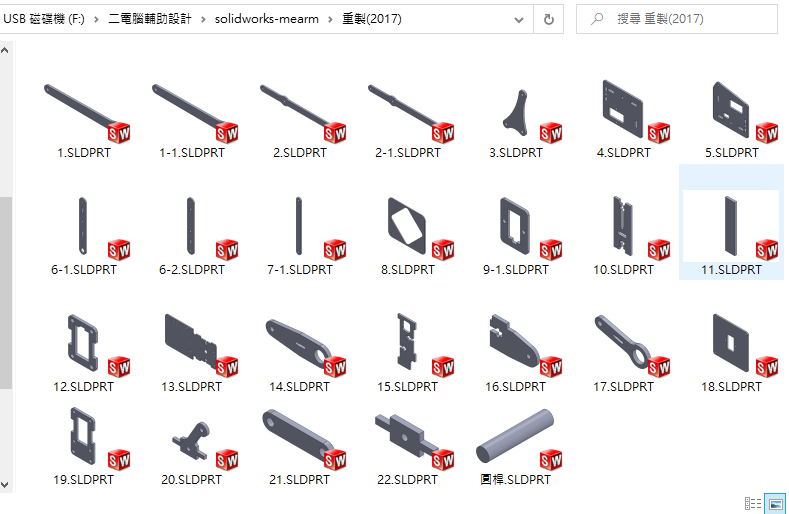 USB 磁碟機 (F:) › 二電腦輔助設計 › solidworks-mearm › 重製(2017)
搜尋 重製(2017)
1.SLDPRT
1-1.SLDPRT
2.SLDPRT
2-1.SLDPRT
3.SLDPRT
4.SLDPRT
5.SLDPRT
6-1.SLDPRT
6-2.SLDPRT
7-1.SLDPRT
8.SLDPRT
9-1.SLDPRT
10.SLDPRT
11.SLDPRT
12.SLDPRT
13.SLDPRT
14.SLDPRT
15.SLDPRT
16.SLDPRT
17.SLDPRT
18.SLDPRT
19.SLDPRT
20.SLDPRT
21.SLDPRT
22.SLDPRT
圓桿.SLDPRT